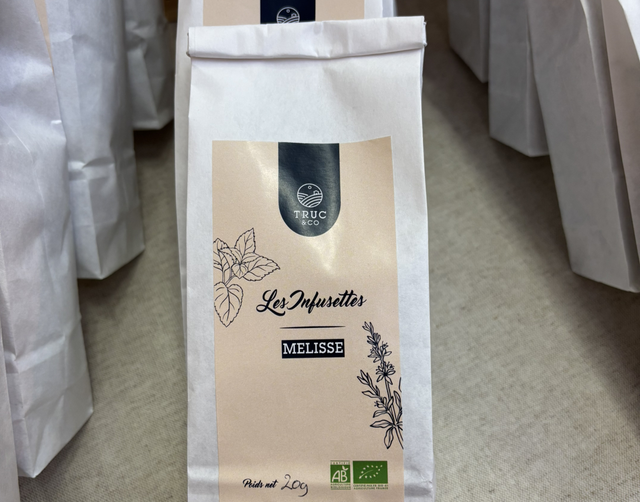 TRUC
&CO
Les Infusettes
MELISSE
Poids net 20g
AB